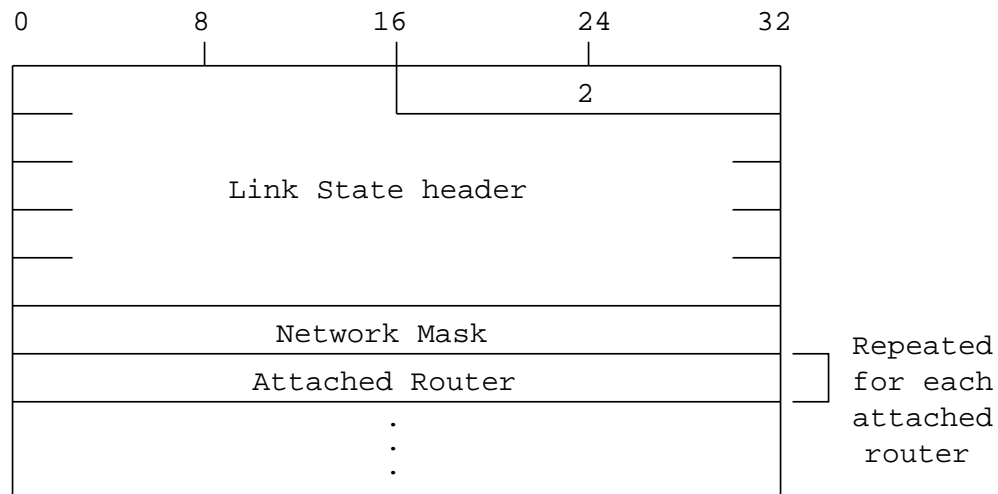 0 8 16 24 32
2
Link State header
Network Mask
Attached Router
Repeated
for each
attached
router
.
.
.